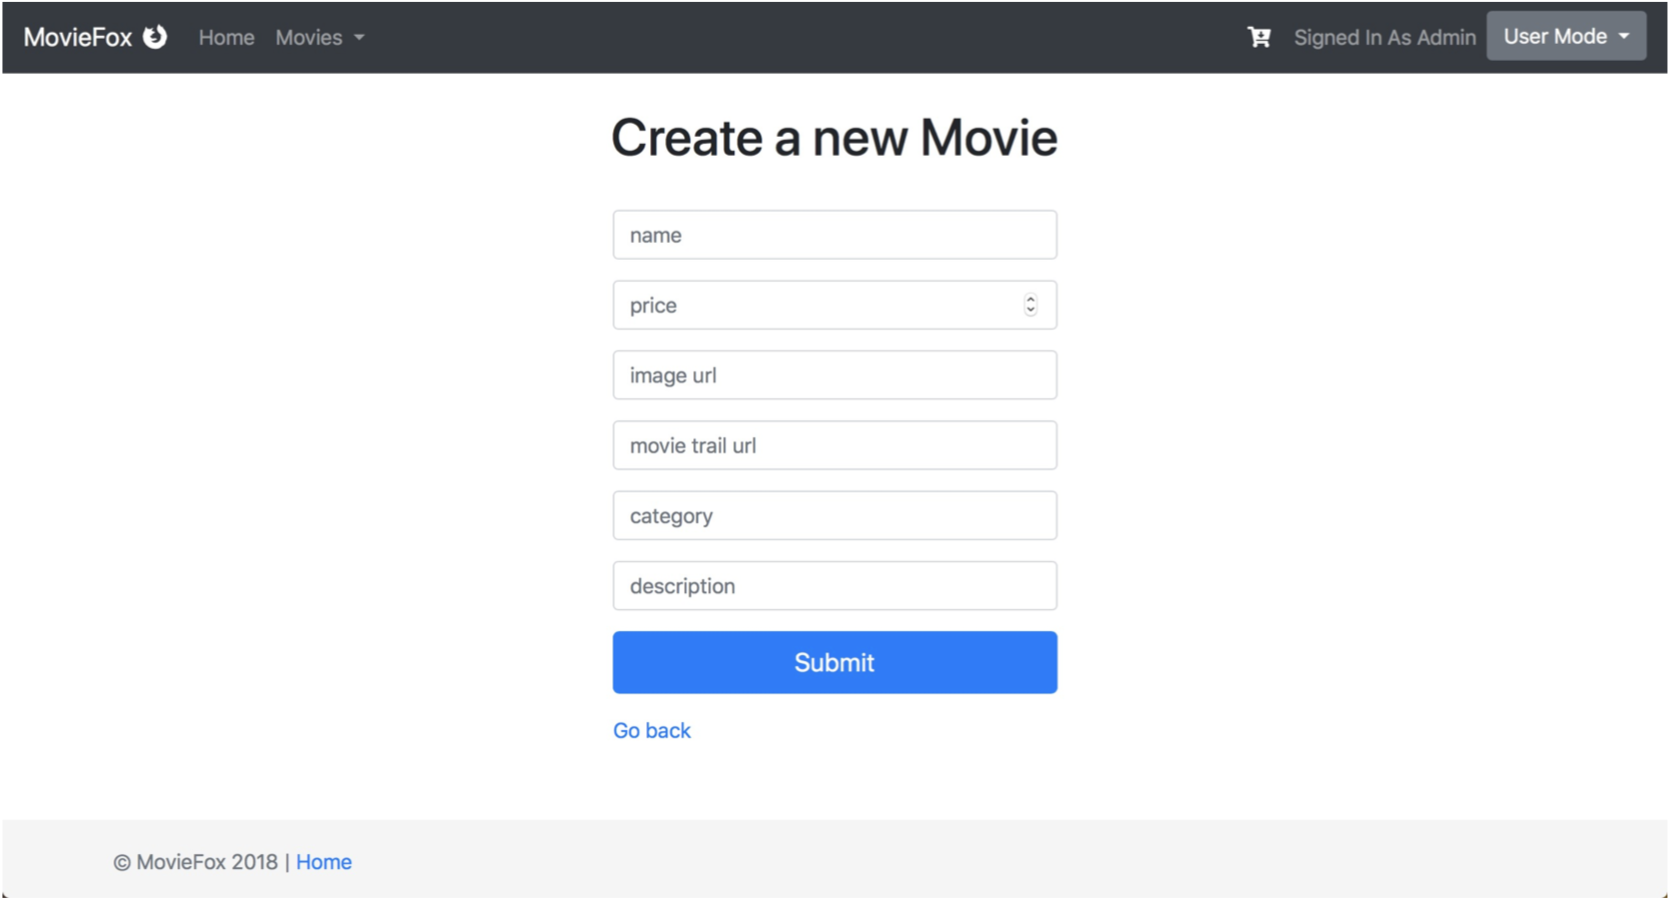 MovieFox Home Movies Signed In As Admin User Mode
Create a new Movie
name
price
image url
movie trail url
category
description
Submit
Go back
© MovieFox 2018 | Home